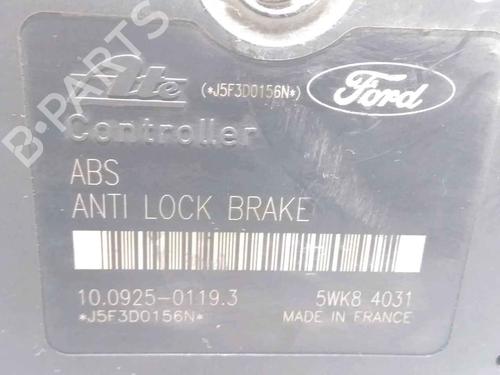 Ate (*J5F3D0156N*) Ford
Controller
ABS
ANTI LOCK BRAKE
10.0925-0119.3 5WK8 4031
*J5F3D0156N* MADE IN FRANCE
B-PARTS